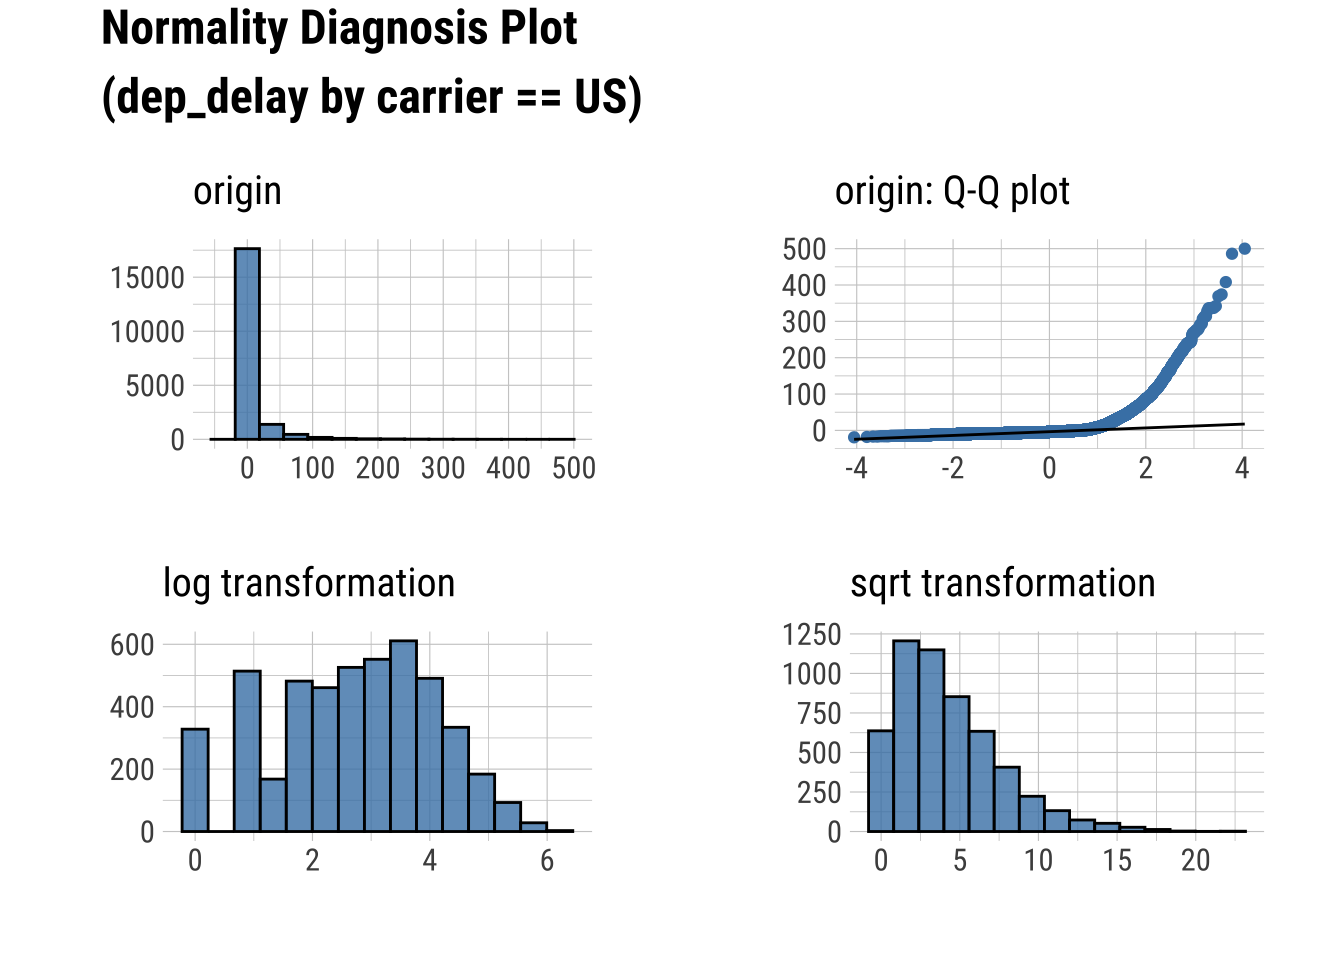 Normality Diagnosis Plot
(dep_delay by carrier == US)
origin
15000
10000
5000
0
0 100 200 300 400 500
origin: Q-Q plot
500
400
300
200
100
0
-4 -2 0 2 4
log transformation
600
400
200
0
0 2 4 6
sqrt transformation
1250
1000
750
500
250
0
0 5 10 15 20